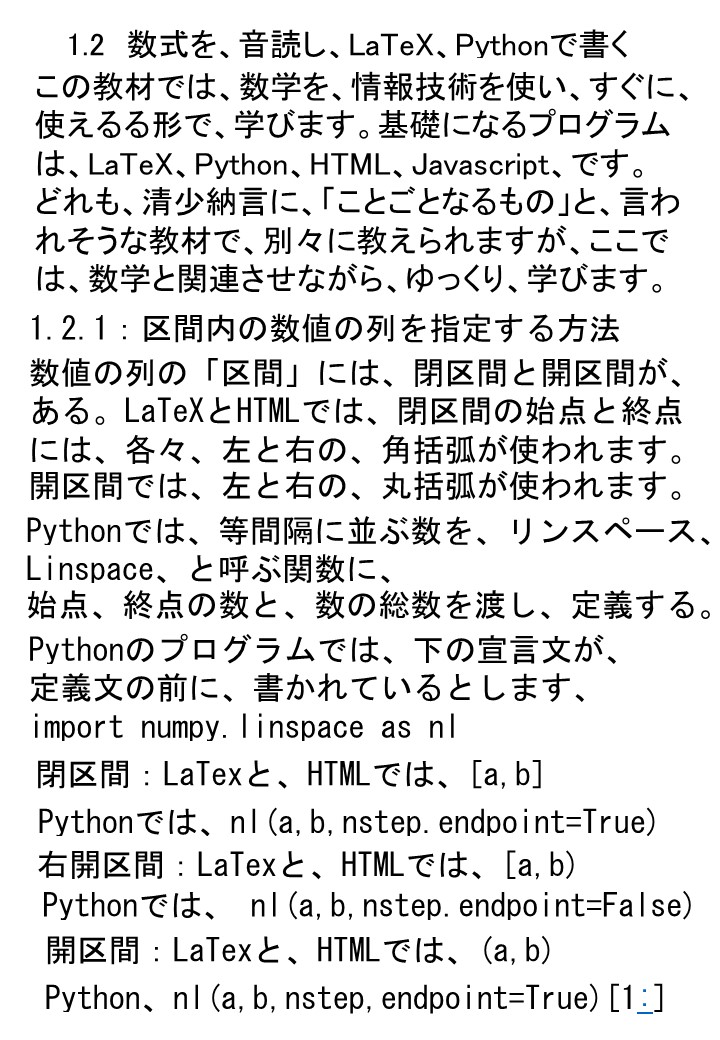 1.2 数式を、音読し、LaTeX、Pythonで書く
この教材では、数学を、情報技術を使い、すぐに、
使えるる形で、学びます。基礎になるプログラム
は、LaTeX、Python、HTML、Javascript、です。
どれも、清少納言に、「ことごとなるもの」と、言わ
れそうな教材で、別々に教えられますが、ここで
は、数学と関連させながら、ゆっくり、学びます。
1.2.1：区間内の数値の列を指定する方法
数値の列の「区間」には、閉区間と開区間が、
ある。LaTeXとHTMLでは、閉区間の始点と終点
には、各々、左と右の、角括弧が使われます。
開区間では、左と右の、丸括弧が使われます。
Pythonでは、等間隔に並ぶ数を、リンスペース、
Linspace、と呼ぶ関数に、
始点、終点の数と、数の総数を渡し、定義する。
Pythonのプログラムでは、下の宣言文が、
定義文の前に、書かれているとします、
import numpy.linspace as nl
閉区間：LaTexと、HTMLでは、[a,b]
Pythonでは、nl(a,b,nstep.endpoint=True)
右開区間：LaTexと、HTMLでは、[a,b)
Pythonでは、 nl(a,b,nstep.endpoint=False)
開区間：LaTexと、HTMLでは、(a,b)
Python、nl(a,b,nstep,endpoint=True)[1:]